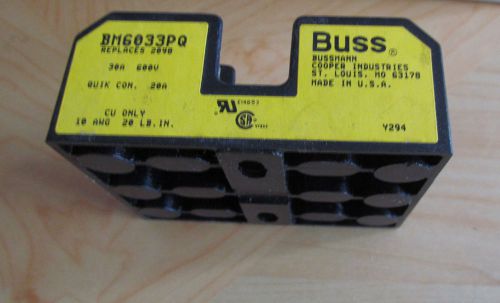 BM6033PQ
REPLACES 2098
30A 600V
QUIK CON. 20A
CU ONLY
10 AWG 20 LB.IN.
Buss®
BUSSMANN
COOPER INDUSTRIES
ST. LOUIS, MO 63178
MADE IN U.S.A.
Y294